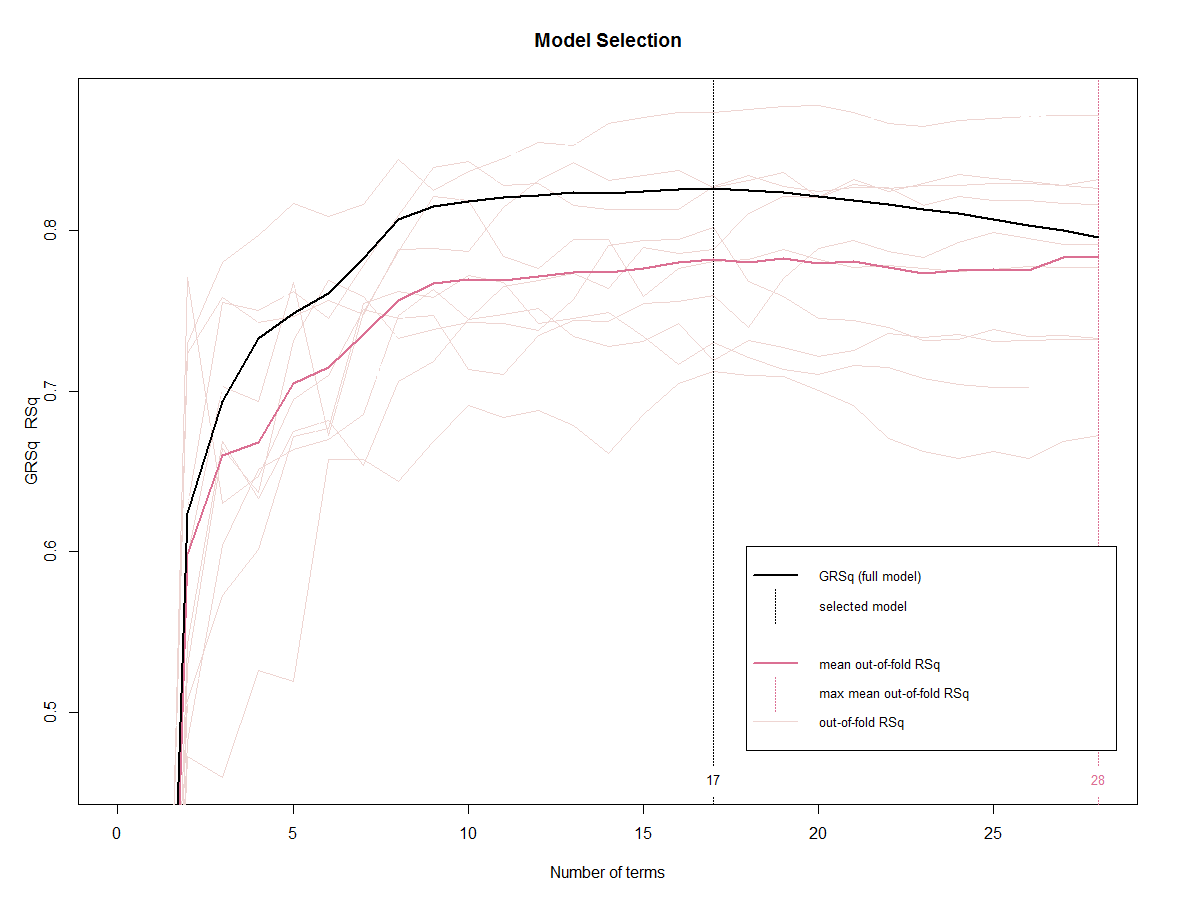 Model Selection
GRSq RSq
0.8
0.7
0.6
0.5
GRSq (full model)
selected model
mean out-of-fold RSq
max mean out-of-fold RSq
out-of-fold RSq
17
28
0
5
10
15
20
25
Number of terms